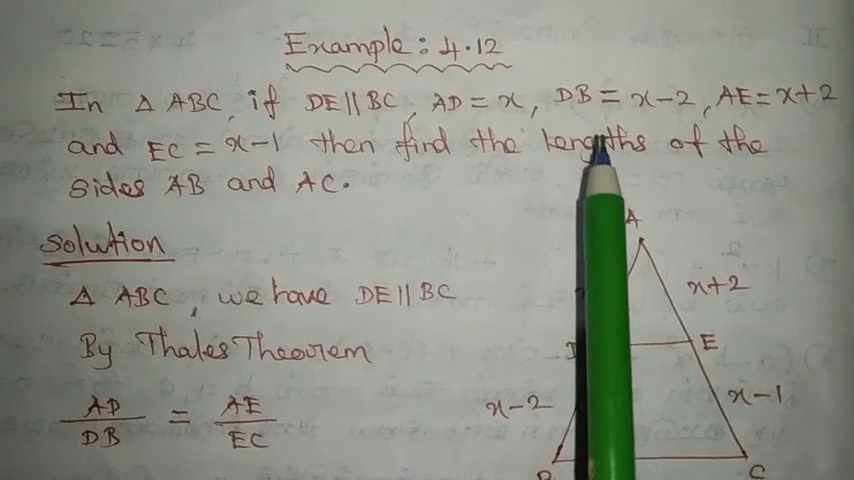 Example: 4.12
In Δ ABC, if DE || BC, AD = x, DB = x-2, AE = x+2
and EC = x-1 then find the lengths of the
sides AB and AC.
Solution
Δ ABC, we have DE || BC
By Thales Theorem
AD/DB = AE/EC
A
x+2
E
x-2
x-1
C